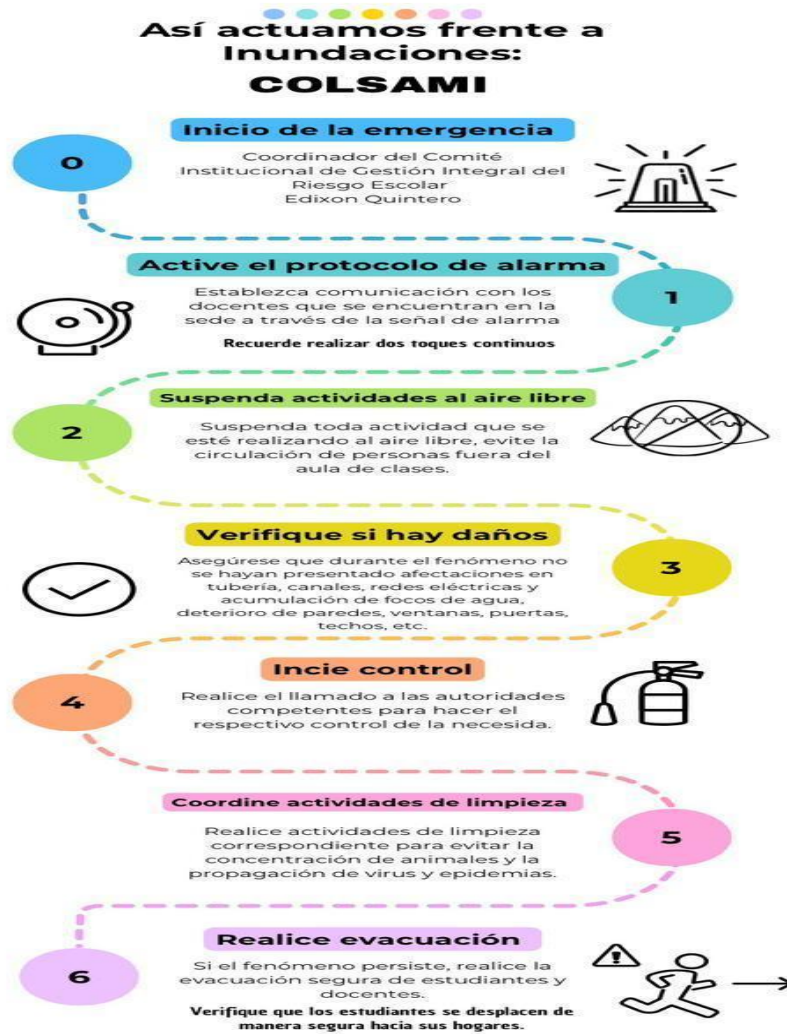 Así actuamos frente a
Inundaciones:
COLSAMI
Inicio de la emergencia
0
Coordinador del Comité
Institucional de Gestión Integral del
Riesgo Escolar
Edixon Quintero
Active el protocolo de alarma
1
Establezca comunicación con los
docentes que se encuentran en la
sede a través de la señal de alarma
Recuerde realizar dos toques continuos
Suspenda actividades al aire libre
2
Suspenda toda actividad que se
esté realizando al aire libre, evite la
circulación de personas fuera del
aula de clases.
Verifique si hay daños
3
Asegúrese que durante el fenómeno no
se hayan presentado afectaciones en
tubería, canales, redes eléctricas y
acumulación de focos de agua,
deterioro de paredes, ventanas, puertas,
techos, etc.
Incie control
4
Realice el llamado a las autoridades
competentes para hacer el
respectivo control de la necesida.
Coordine actividades de limpieza
5
Realice actividades de limpieza
correspondiente para evitar la
concentración de animales y la
propagación de virus y epidemias.
Realice evacuación
6
Si el fenómeno persiste, realice la
evacuación segura de estudiantes y
docentes.
Verifique que los estudiantes se desplacen de
manera segura hacia sus hogares.